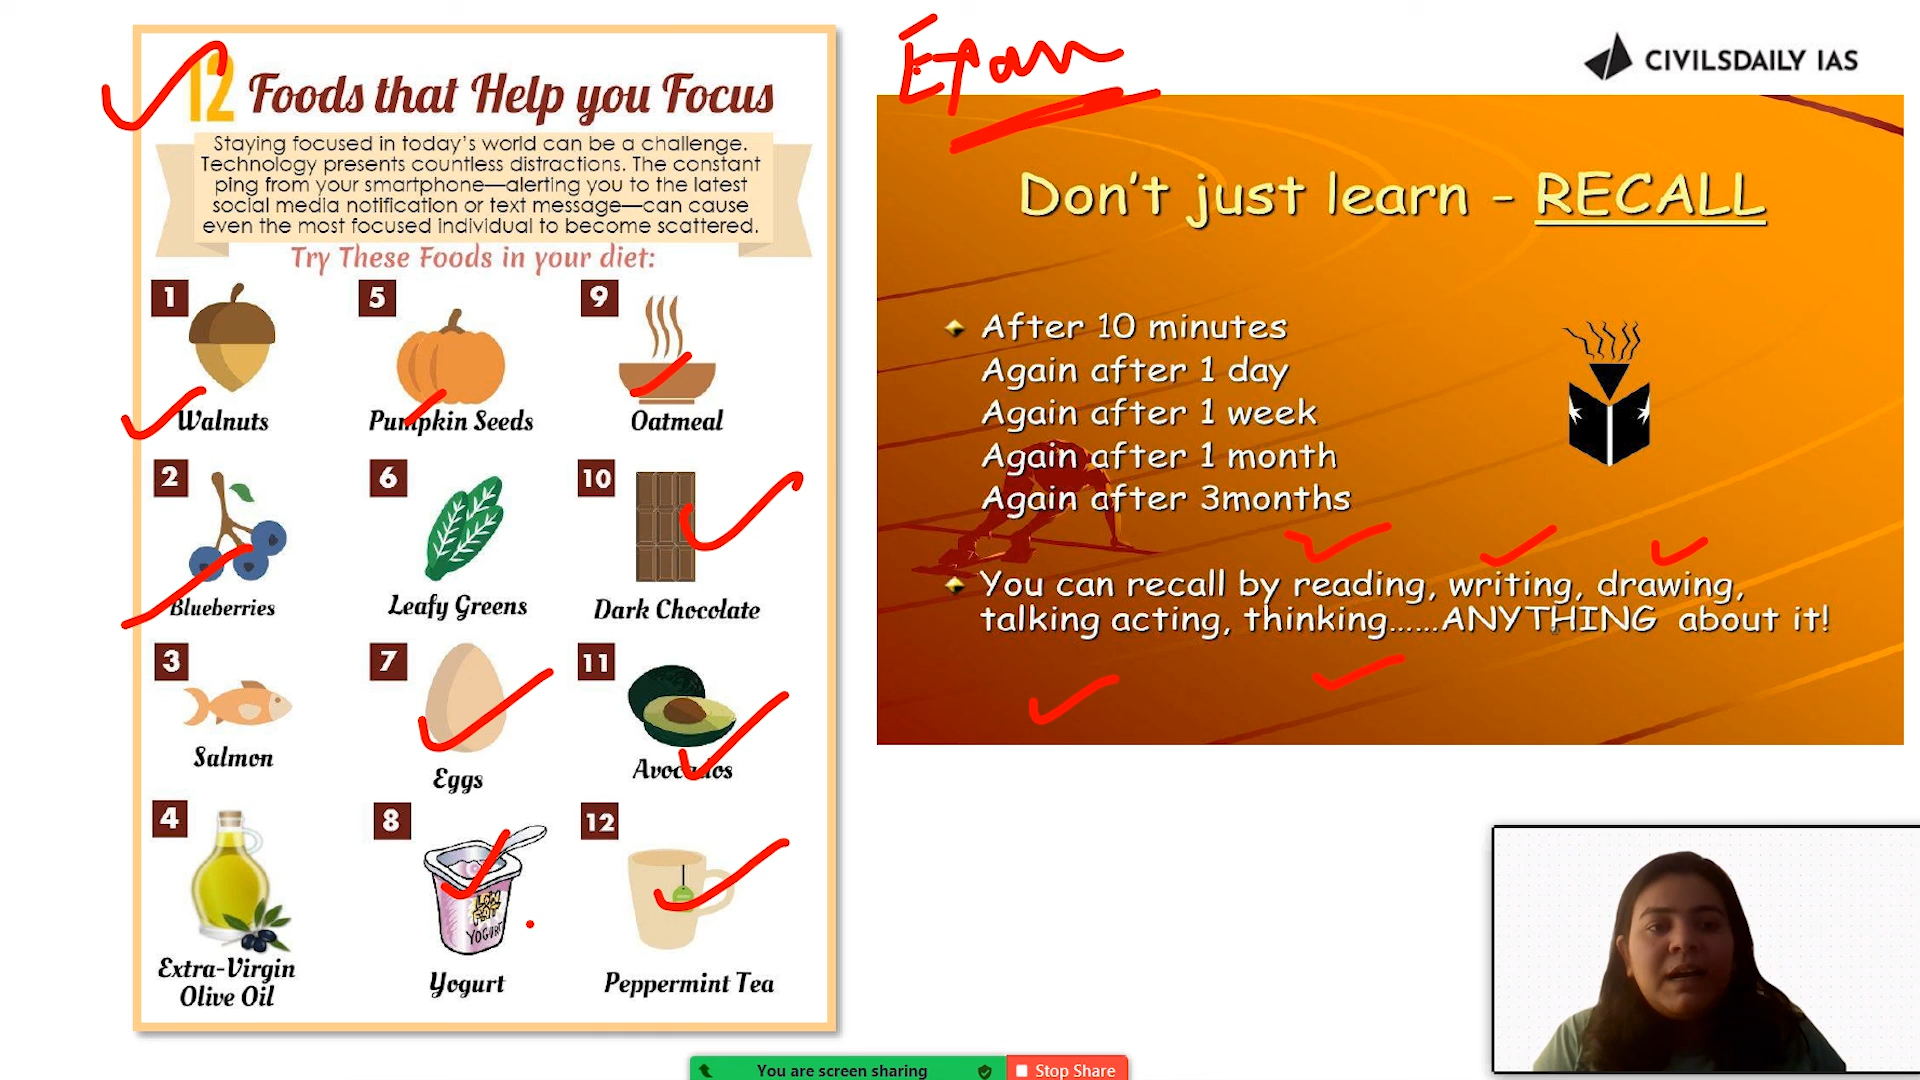 12 Foods that Help you Focus
Staying focused in today's world can be a challenge.
Technology presents countless distractions. The constant
ping from your smartphone—alerting you to the latest
social media notification or text message—can cause
even the most focused individual to become scattered.
Try These Foods in your diet:
1
Walnuts
5
Pumpkin Seeds
9
Oatmeal
2
Blueberries
6
Leafy Greens
10
Dark Chocolate
3
Salmon
7
Eggs
11
Avocados
4
Extra-Virgin
Olive Oil
8
LOW
FAT
YOGURT
Yogurt
12
Peppermint Tea
Exam
CIVILSDAILY IAS
Don't just learn - RECALL
After 10 minutes
Again after 1 day
Again after 1 week
Again after 1 month
Again after 3months
You can recall by reading, writing, drawing,
talking acting, thinking......ANYTHING about it!
You are screen sharing
Stop Share